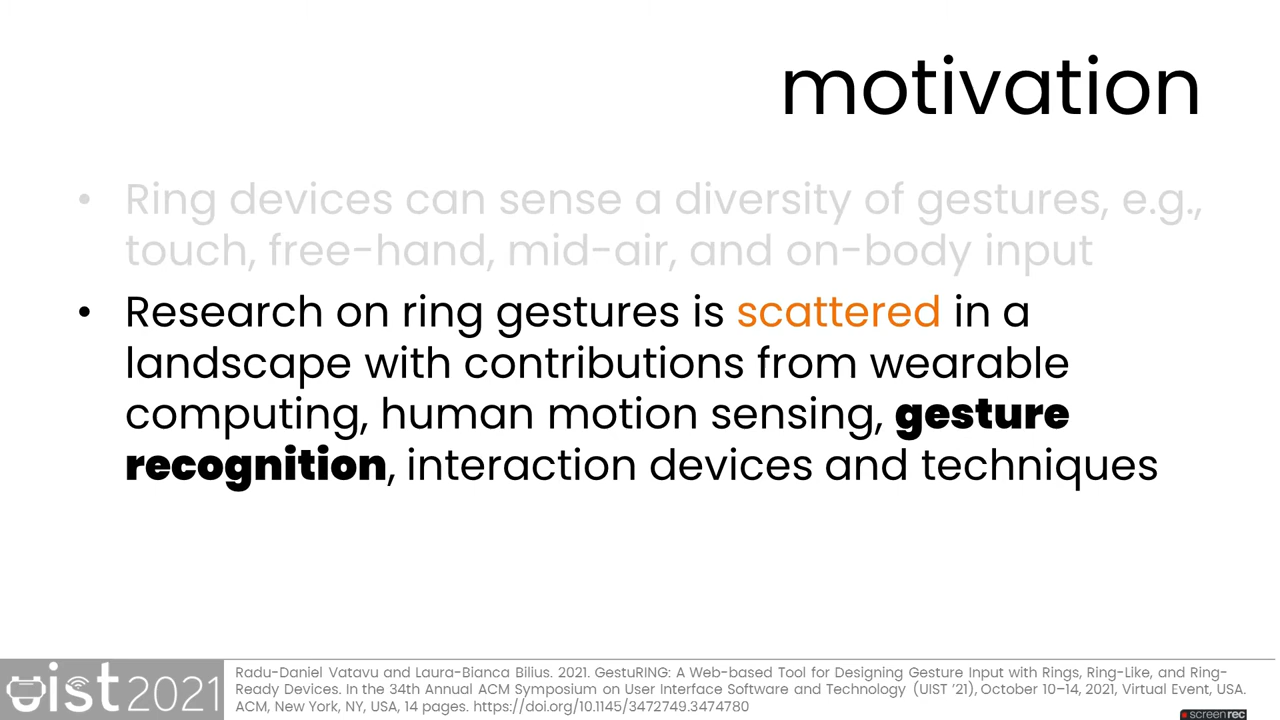 motivation
• Ring devices can sense a diversity of gestures, e.g.,
touch, free-hand, mid-air, and on-body input
• Research on ring gestures is scattered in a
landscape with contributions from wearable
computing, human motion sensing, gesture
recognition, interaction devices and techniques
uist 2021
Radu-Daniel Vatavu and Laura-Bianca Bilius. 2021. GestuRING: A Web-based Tool for Designing Gesture Input with Rings, Ring-Like, and Ring-
Ready Devices. In the 34th Annual ACM Symposium on User Interface Software and Technology (UIST '21), October 10–14, 2021, Virtual Event, USA.
ACM, New York, NY, USA, 14 pages. https://doi.org/10.1145/3472749.3474780
screenrec